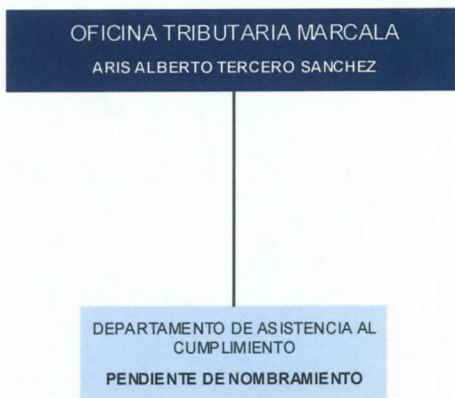 OFICINA TRIBUTARIA MARCALA
ARIS ALBERTO TERCERO SANCHEZ
DEPARTAMENTO DE ASISTENCIA AL
CUMPLIMIENTO
PENDIENTE DE NOMBRAMIENTO